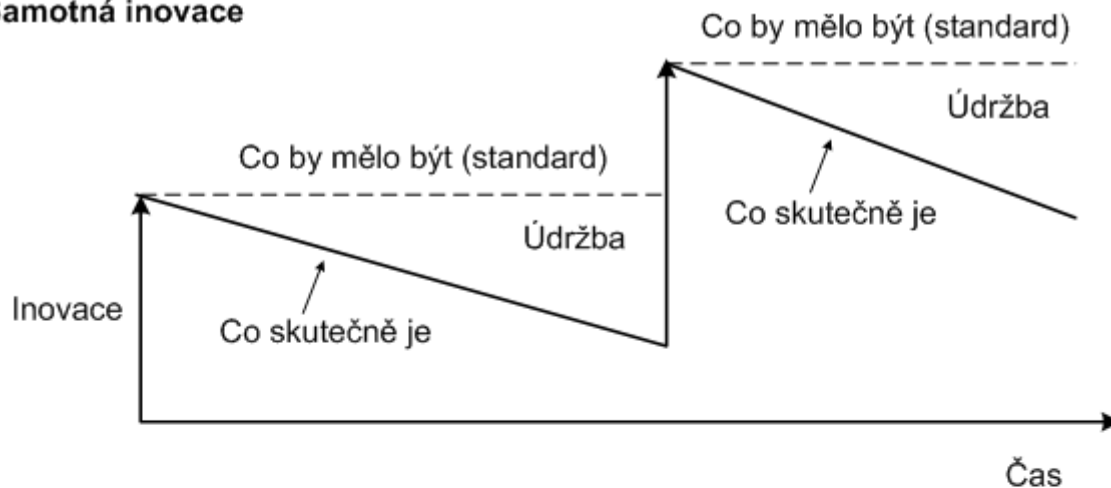 Samotná inovace
Co by mělo být (standard)
Údržba
Co by mělo být (standard)
Co skutečně je
Údržba
Inovace
Co skutečně je
Čas